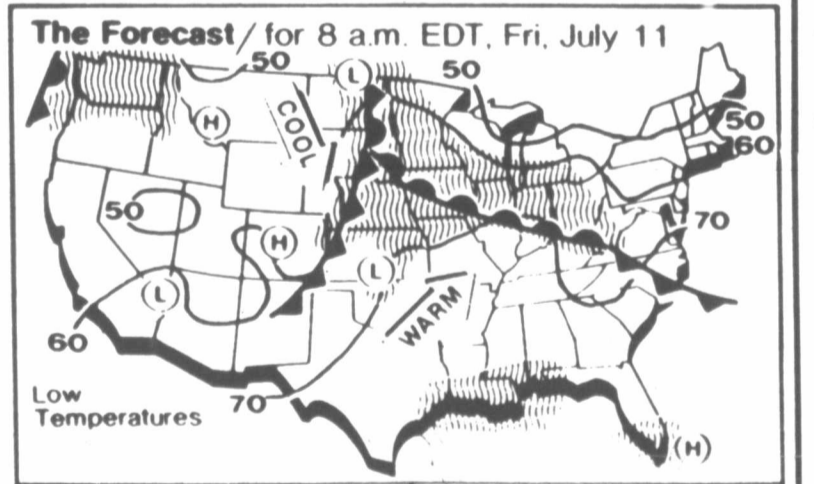 The Forecast/ for 8 a.m. EDT, Fri, July 11
50
L
50
H
COOL
50
60
50
H
70
L
L
WARM
60
Low
Temperatures
70
(H)